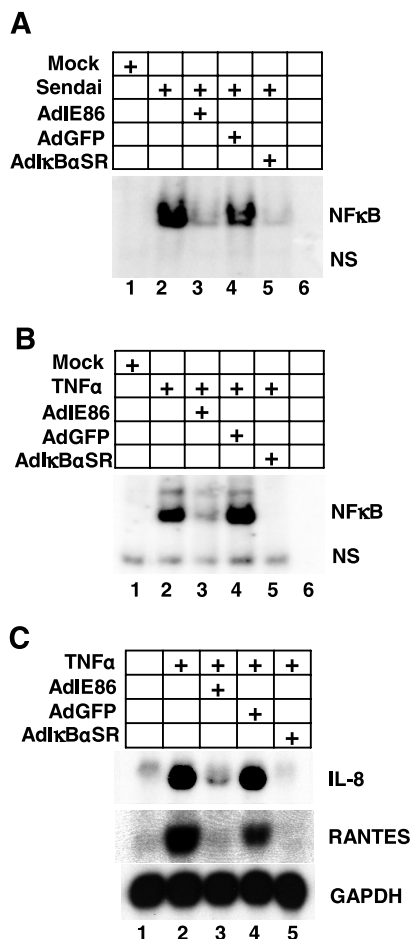 A
Mock +
Sendai + + + +
AdIE86 +
AdGFP +
AdIκBαSR +
NFκB
NS
1 2 3 4 5 6
B
Mock +
TNFα + + + +
AdIE86 +
AdGFP +
AdIκBαSR +
NFκB
NS
1 2 3 4 5 6
C
TNFα + + + +
AdIE86 +
AdGFP +
AdIκBαSR +
IL-8
RANTES
GAPDH
1 2 3 4 5